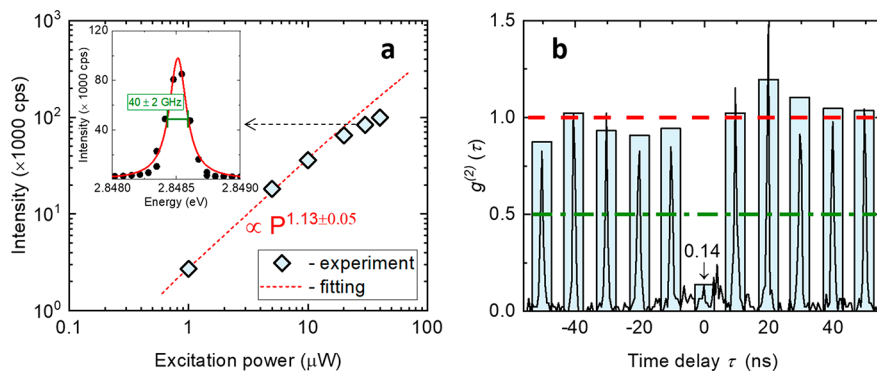 a
Intensity (×1000 cps)
10³
10²
10¹
10⁰
0.1
1
10
100
Excitation power (μW)
∝ P^1.13±0.05
- experiment
- fitting
Intensity (× 1000 cps)
120
80
40
40 ± 2 GHz
2.8480
2.8485
2.8490
Energy (eV)
b
g⁽²⁾(τ)
1.5
1.0
0.5
0.0
0.14
-40
-20
0
20
40
Time delay τ (ns)